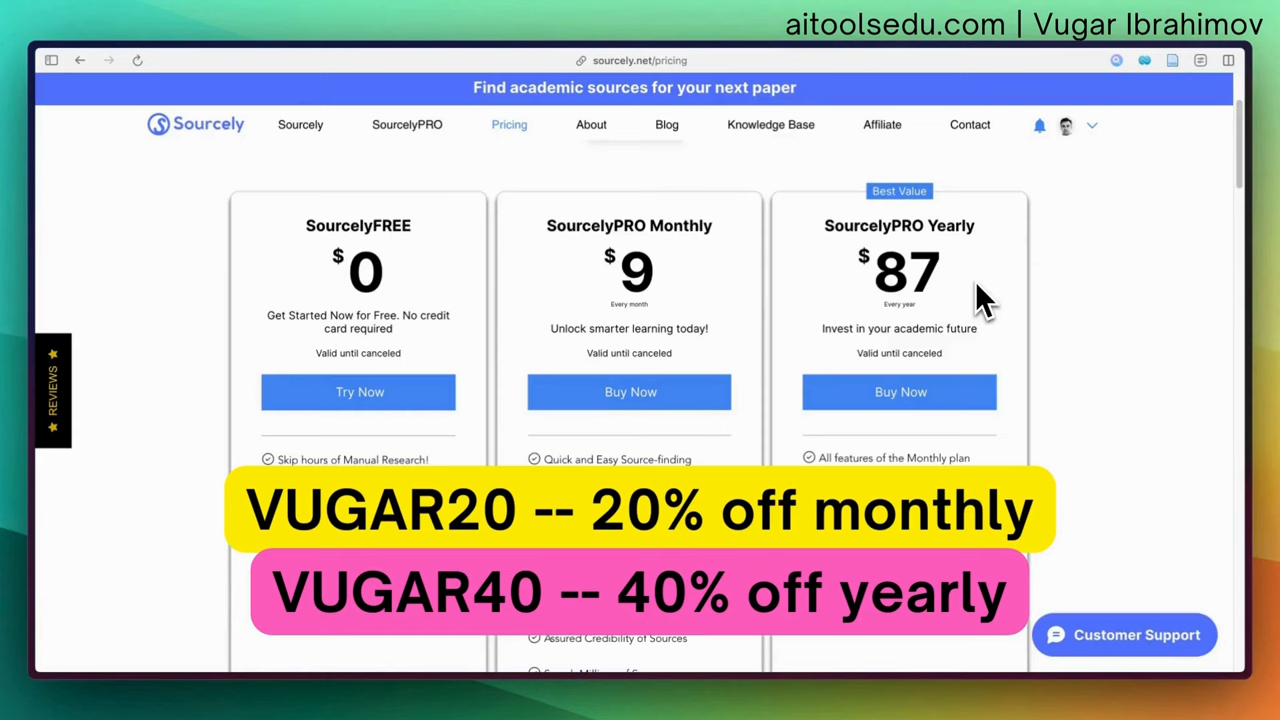 aitoolsedu.com | Vugar Ibrahimov
sourcely.net/pricing
Find academic sources for your next paper
Sourcely
Sourcely
SourcelyPRO
Pricing
About
Blog
Knowledge Base
Affiliate
Contact
SourcelyFREE
$0
Get Started Now for Free. No credit
card required
Valid until canceled
Try Now
Skip hours of Manual Research!
SourcelyPRO Monthly
$9
Every month
Unlock smarter learning today!
Valid until canceled
Buy Now
Quick and Easy Source-finding
Best Value
SourcelyPRO Yearly
$87
Every year
Invest in your academic future
Valid until canceled
Buy Now
All features of the Monthly plan
REVIEWS
VUGAR20 -- 20% off monthly
VUGAR40 -- 40% off yearly
Assured Credibility of Sources
Customer Support